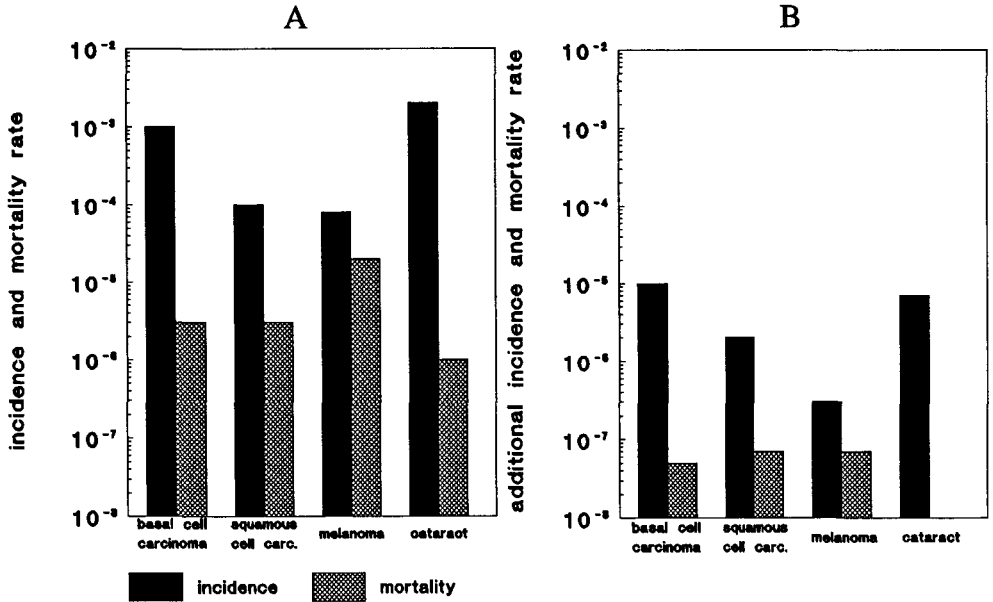 A
incidence and mortality rate
10-2
10-3
10-4
10-5
10-6
10-7
10-8
basal cell
carcinoma
squamous
cell carc.
melanoma
cataract
incidence
mortality
B
additional incidence and mortality rate
10-2
10-3
10-4
10-5
10-6
10-7
10-8
basal cell
carcinoma
squamous
cell carc.
melanoma
cataract